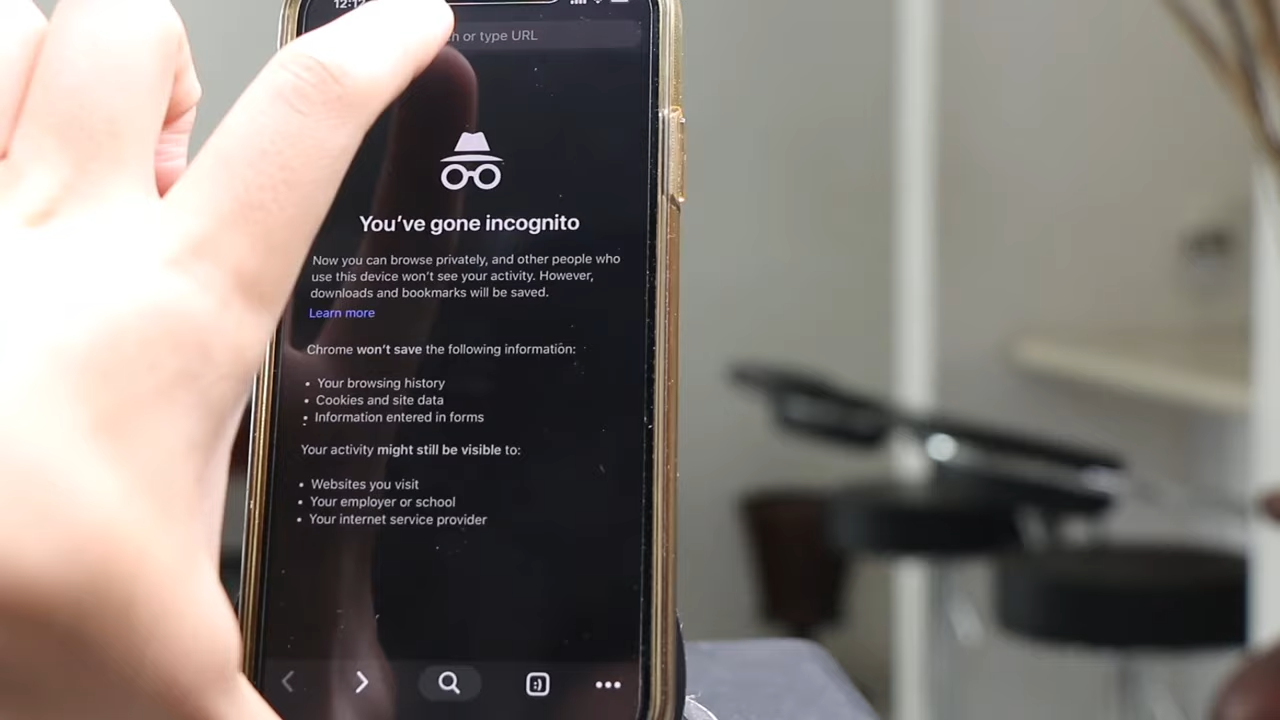 or type URL
You've gone incognito
Now you can browse privately, and other people who
use this device won't see your activity. However,
downloads and bookmarks will be saved.
Learn more
Chrome won't save the following information:
• Your browsing history
• Cookies and site data
• Information entered in forms
Your activity might still be visible to:
• Websites you visit
• Your employer or school
• Your internet service provider
:)